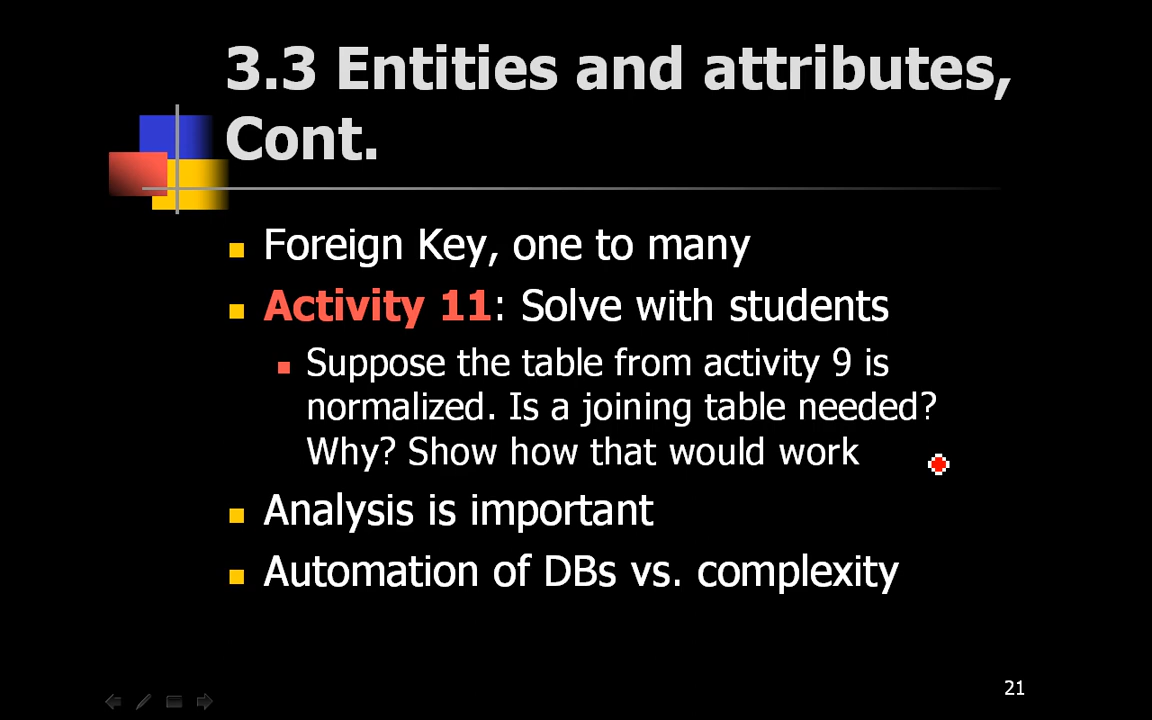 3.3 Entities and attributes,
Cont.
Foreign Key, one to many
Activity 11: Solve with students
Suppose the table from activity 9 is
normalized. Is a joining table needed?
Why? Show how that would work
Analysis is important
Automation of DBs vs. complexity
21